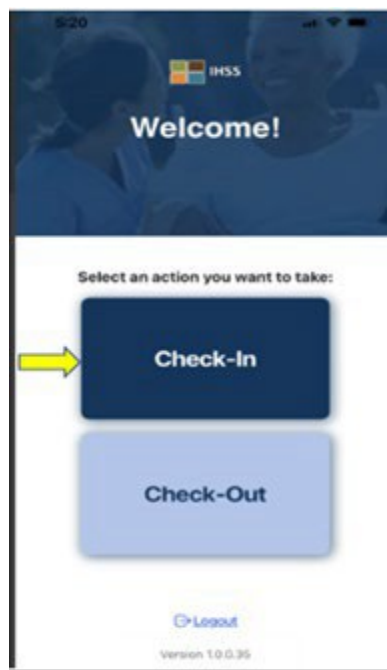 5:20
IHSS
Welcome!
Select an action you want to take:
Check-In
Check-Out
Logout
Version 1.0.0.35